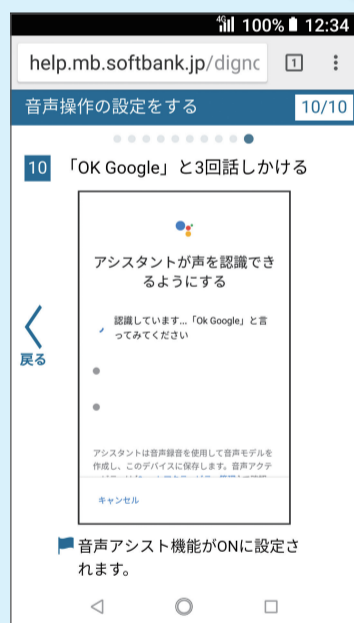 4G 100% 12:34
help.mb.softbank.jp/dignc 1
音声操作の設定をする 10/10
10 「OK Google」と3回話しかける
アシスタントが声を認識でき
るようにする
認識しています...「Ok Google」と言
ってみてください
アシスタントは音声録音を使用して音声モデルを
作成し、このデバイスに保存します。音声アクテ
キャンセル
戻る
音声アシスト機能がONに設定さ
れます。